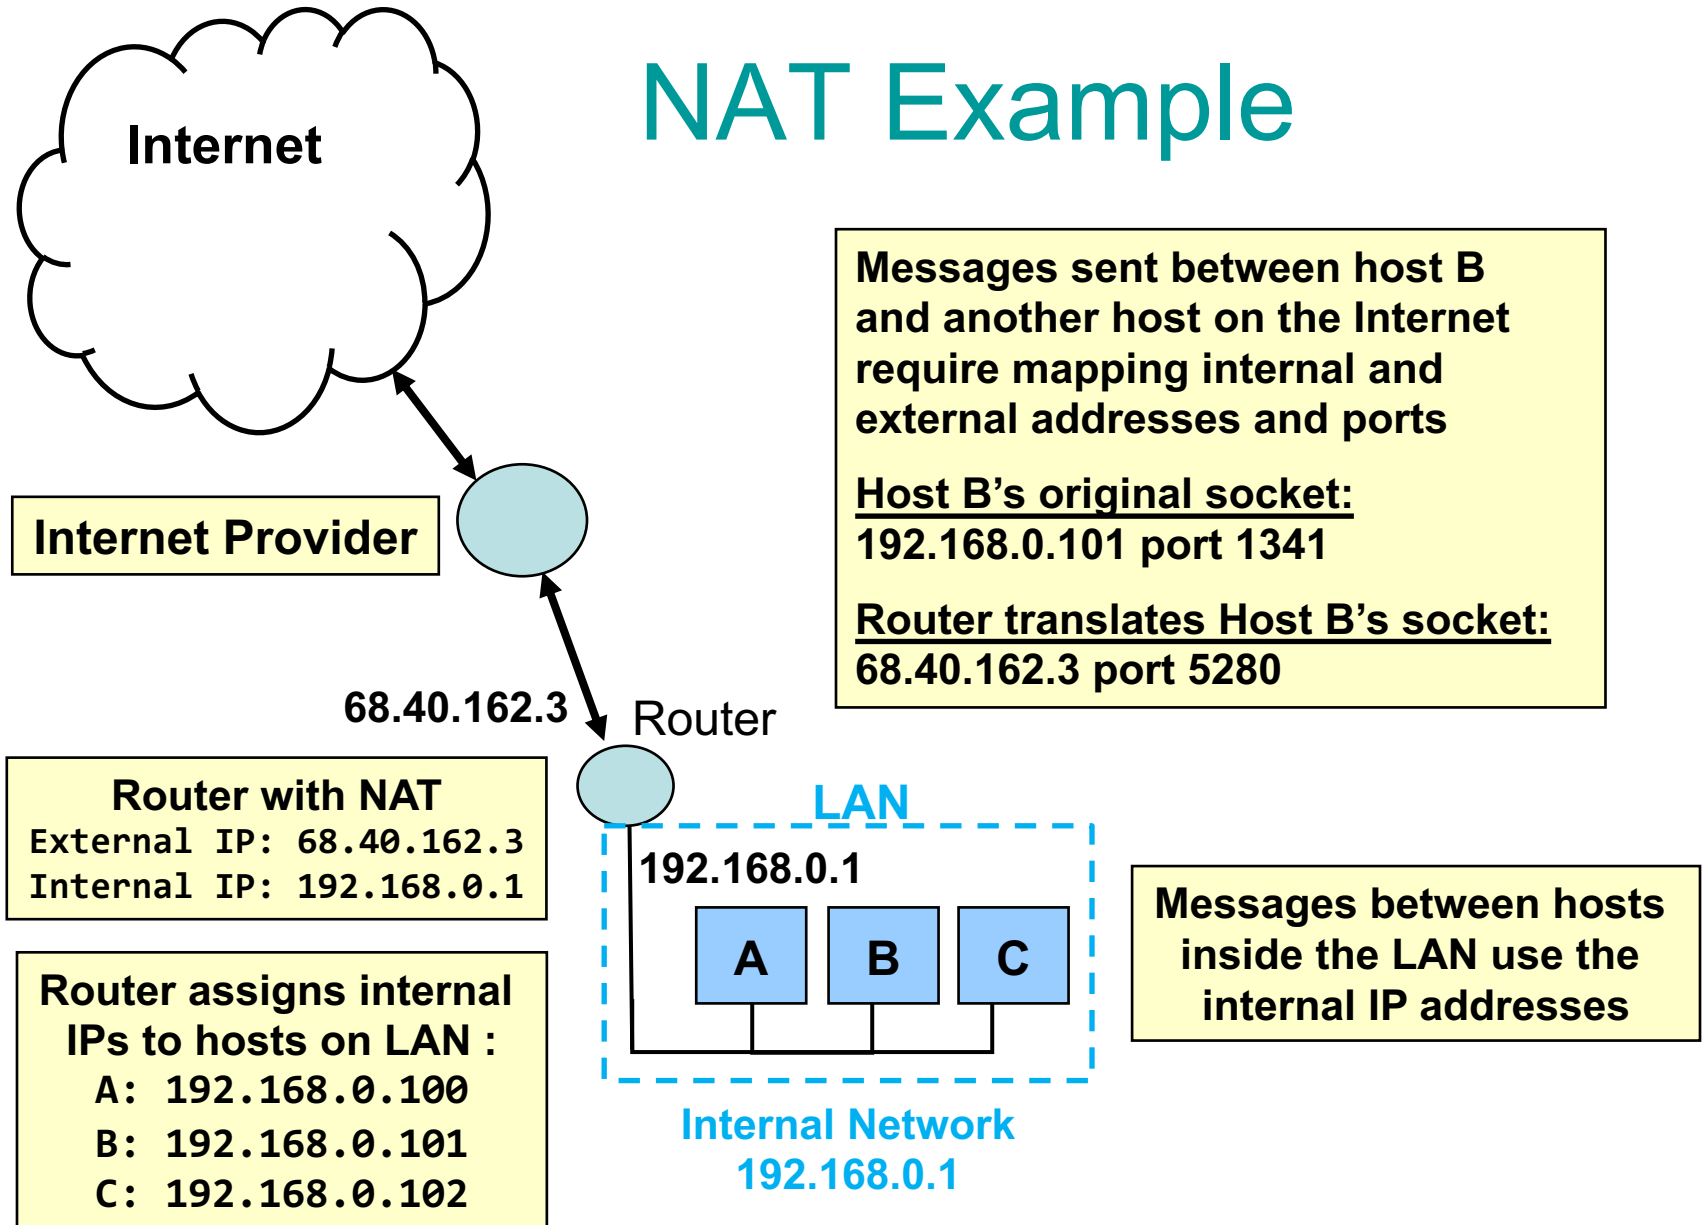 NAT Example
Internet
Messages sent between host B
and another host on the Internet
require mapping internal and
external addresses and ports
Host B’s original socket:
192.168.0.101 port 1341
Router translates Host B’s socket:
68.40.162.3 port 5280
Internet Provider
68.40.162.3
Router
Router with NAT
External IP: 68.40.162.3
Internal IP: 192.168.0.1
LAN
192.168.0.1
A
B
C
Messages between hosts
inside the LAN use the
internal IP addresses
Router assigns internal
IPs to hosts on LAN :
A: 192.168.0.100
B: 192.168.0.101
C: 192.168.0.102
Internal Network
192.168.0.1